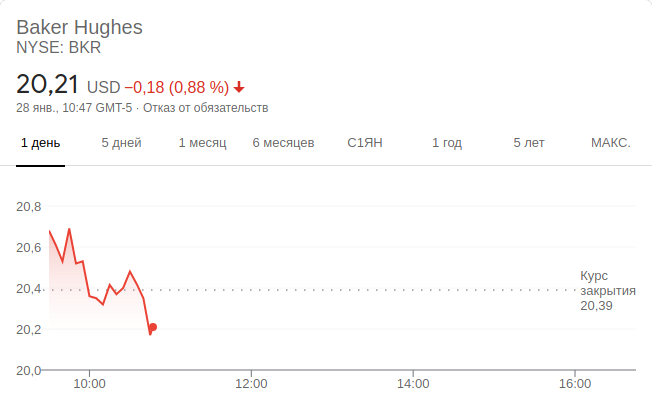 Baker Hughes
NYSE: BKR
20,21 USD −0,18 (0,88 %)
28 янв., 10:47 GMT-5 · Отказ от обязательств
1 день 5 дней 1 месяц 6 месяцев С1ЯН 1 год 5 лет МАКС.
20,8
20,6
20,4
20,2
20,0
Курс
закрытия
20,39
10:00 12:00 14:00 16:00